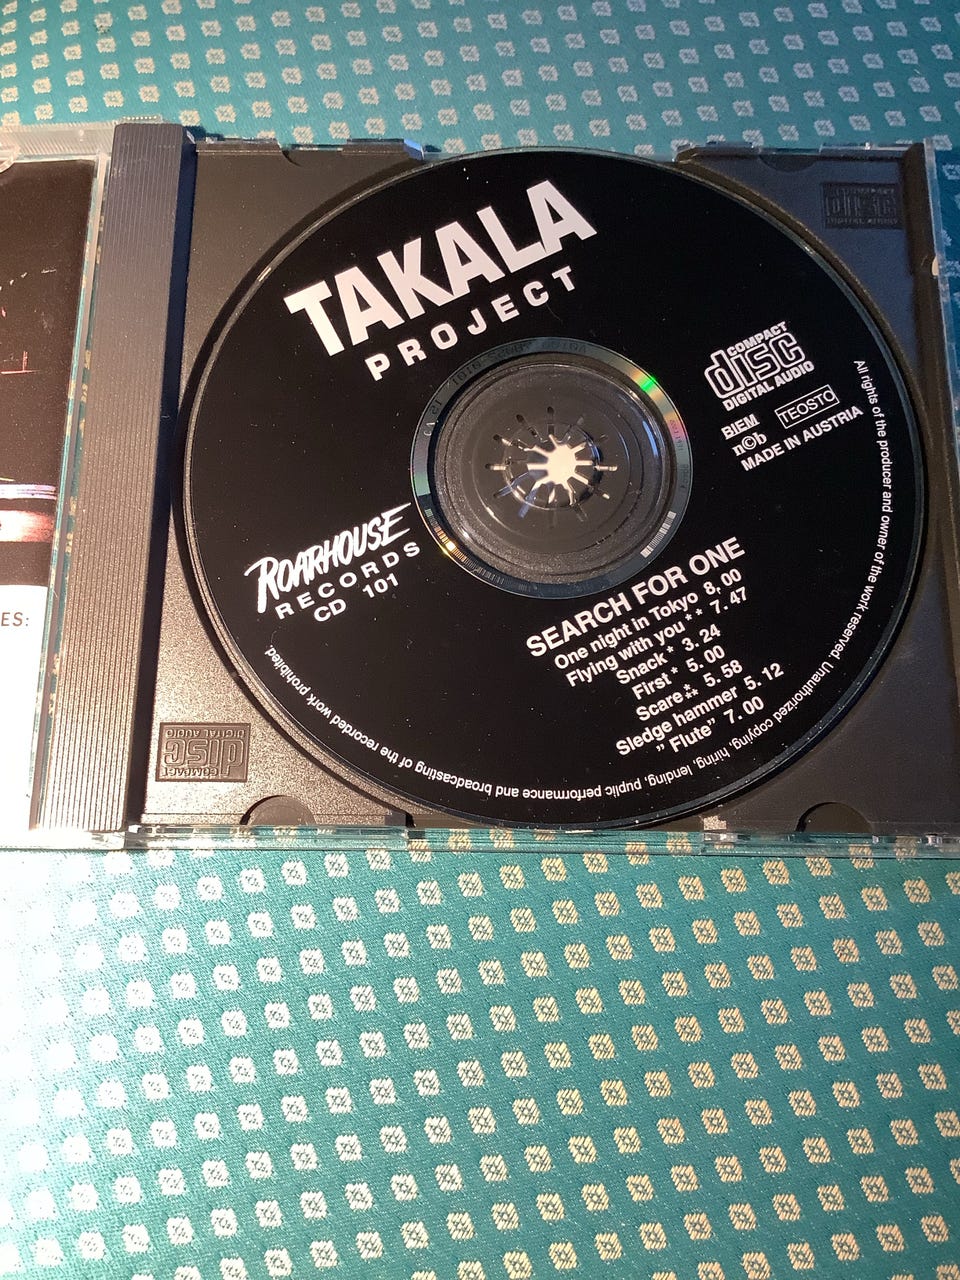 TAKALA
PROJECT
COMPACT
disc
DIGITAL AUDIO
BIEM
n©b
TEOSTO
MADE IN AUSTRIA
ROARHOUSE
RECORDS
CD 101
SEARCH FOR ONE
One night in Tokyo 8,00
Flying with you * * 7.47
Snack * 3.24
First * 5.00
Scare ** 5.58
Sledge hammer 5.12
" Flute" 7.00
All rights of the producer and owner of the work reserved. Unauthorized copying, hiring, lending, puplic performance and broadcasting of the recorded work prohibited.
ES:
COMPACT
disc
DIGITAL AUDIO
COMPACT
disc
DIGITAL AUDIO